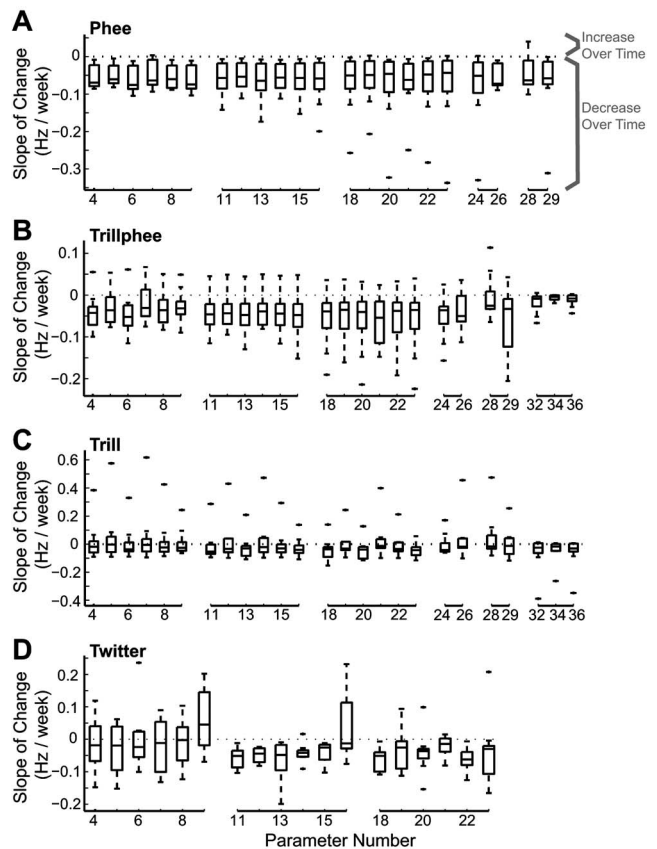 A
Phee
Slope of Change
(Hz / week)
0
−0.1
−0.2
−0.3
4 6 8 11 13 15 18 20 22 24 26 28 29
Increase
Over Time
Decrease
Over Time
B
Trillphee
Slope of Change
(Hz / week)
0.1
0
−0.1
−0.2
4 6 8 11 13 15 18 20 22 24 26 28 29 32 34 36
C
Trill
Slope of Change
(Hz / week)
0.6
0.4
0.2
0
−0.2
−0.4
4 6 8 11 13 15 18 20 22 24 26 28 29 32 34 36
D
Twitter
Slope of Change
(Hz / week)
0.2
0.1
0
−0.1
−0.2
4 6 8 11 13 15 18 20 22
Parameter Number